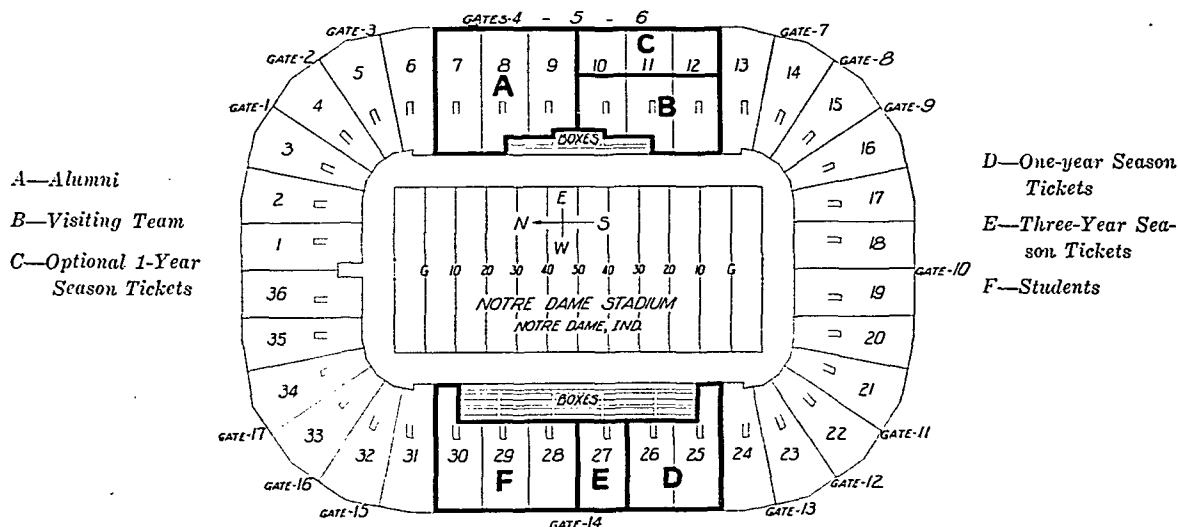 GATES-4 - 5 - 6
GATE-3
GATE-7
GATE-2
GATE-8
GATE-1
GATE-9
C
5 6 7 8 9 10 11 12 13 14
A
B
4
15
3
16
BOXES
2
17
A—Alumni
B—Visiting Team
C—Optional 1-Year
Season Tickets
D—One-year Season
Tickets
E—Three-Year Sea-
son Tickets
F—Students
E
N S
W
1
18
G 10 20 30 40 50 40 30 20 10 G
GATE-10
36
19
NOTRE DAME STADIUM
NOTRE DAME, IND.
35
20
34
21
BOXES
GATE-17
GATE-11
33
22
32 31 30 29 28 27 26 25 24 23
F E D
GATE-16
GATE-12
GATE-15
GATE-13
GATE-14